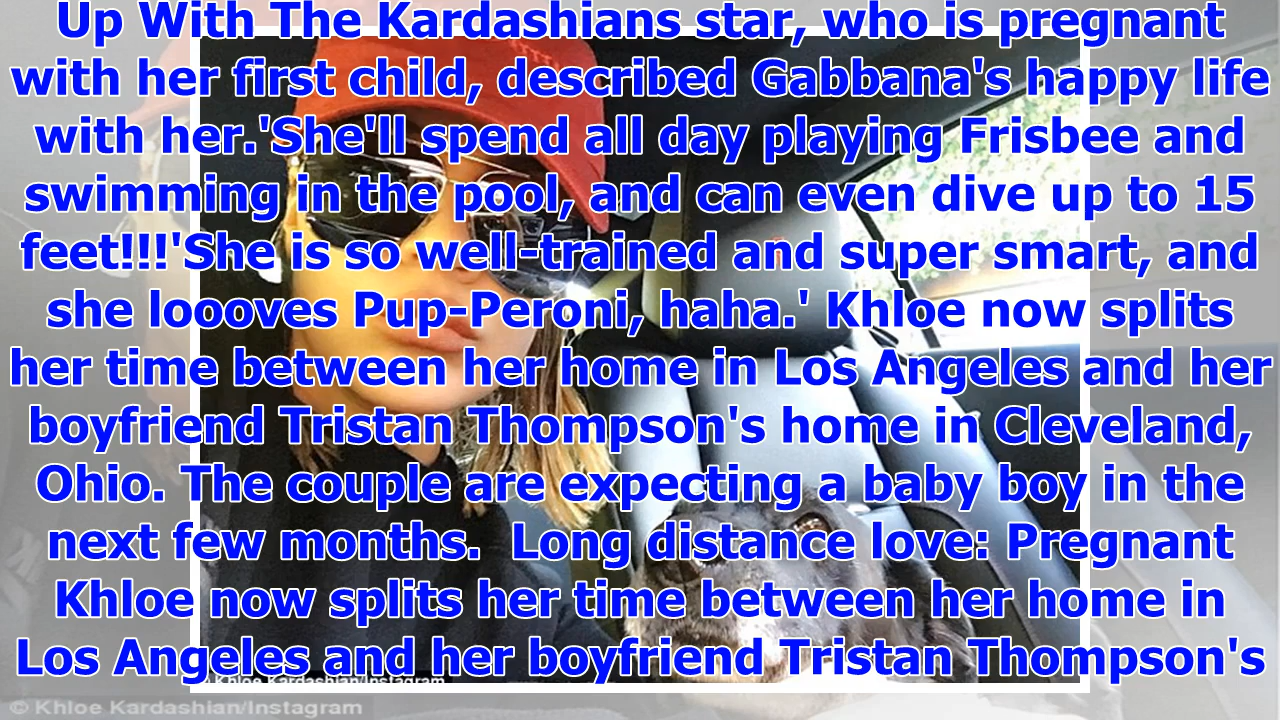 Up With The Kardashians star, who is pregnant
with her first child, described Gabbana's happy life
with her.'She'll spend all day playing Frisbee and
swimming in the pool, and can even dive up to 15
feet!!!'She is so well-trained and super smart, and
she loooves Pup-Peroni, haha.' Khloe now splits
her time between her home in Los Angeles and her
boyfriend Tristan Thompson's home in Cleveland,
Ohio. The couple are expecting a baby boy in the
next few months.  Long distance love: Pregnant
Khloe now splits her time between her home in
Los Angeles and her boyfriend Tristan Thompson's
Khloe Kardashian/Instagram
© Khloe Kardashian/Instagram